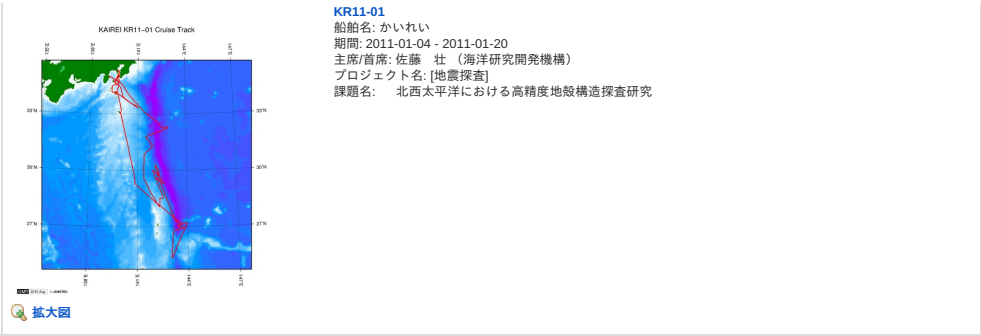 KR11-01
船舶名: かいれい
期間: 2011-01-04 - 2011-01-20
主席/首席: 佐藤　壮 （海洋研究開発機構）
プロジェクト名: [地震探査]
課題名:　 北西太平洋における高精度地殻構造探査研究
KAIREI KR11−01 Cruise Track
33˚N
33˚N
30˚N
30˚N
27˚N
27˚N
拡大図